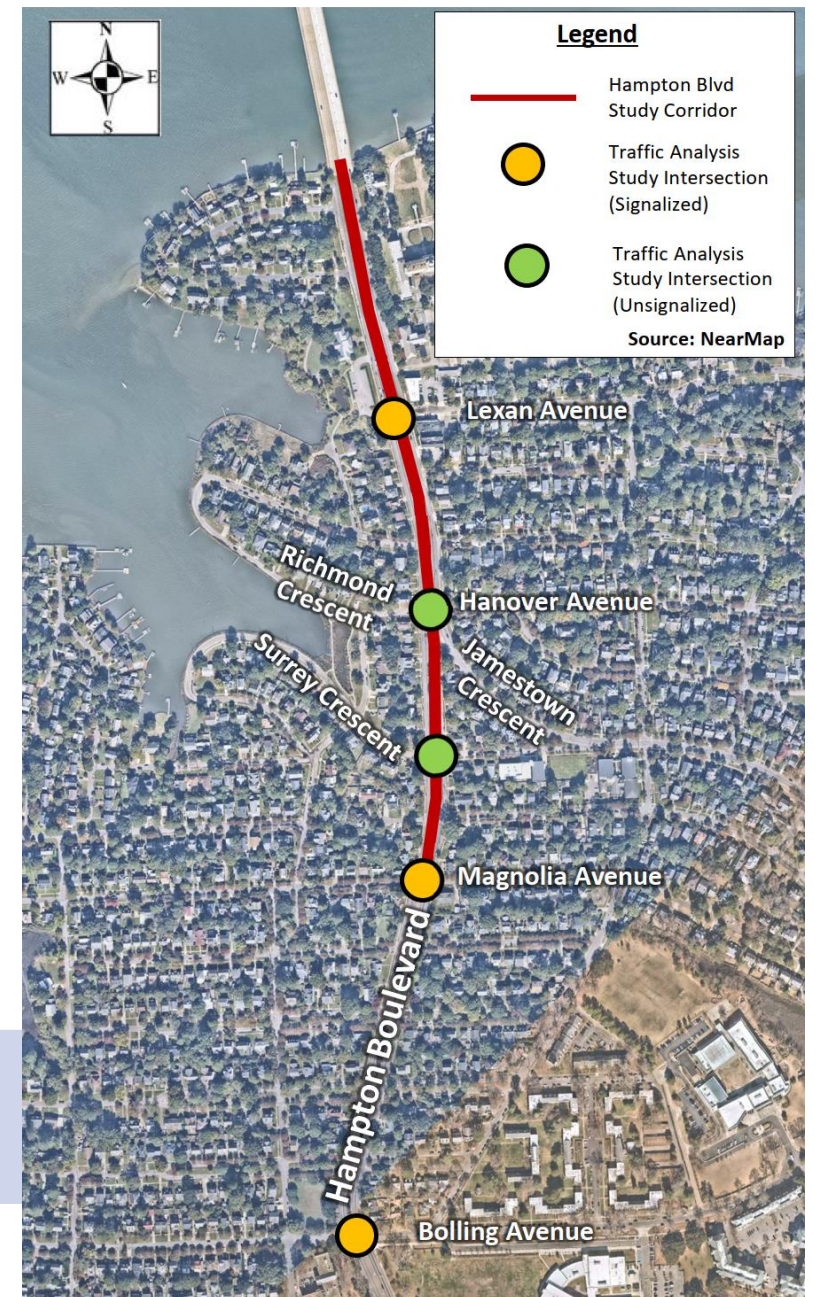 N
W E
S
Legend
Hampton Blvd
Study Corridor
Traffic Analysis
Study Intersection
(Signalized)
Traffic Analysis
Study Intersection
(Unsignalized)
Source: NearMap
Lexan Avenue
Richmond
Crescent
Hanover Avenue
Surrey Crescent
Jamestown
Crescent
Magnolia Avenue
Hampton Boulevard
Bolling Avenue